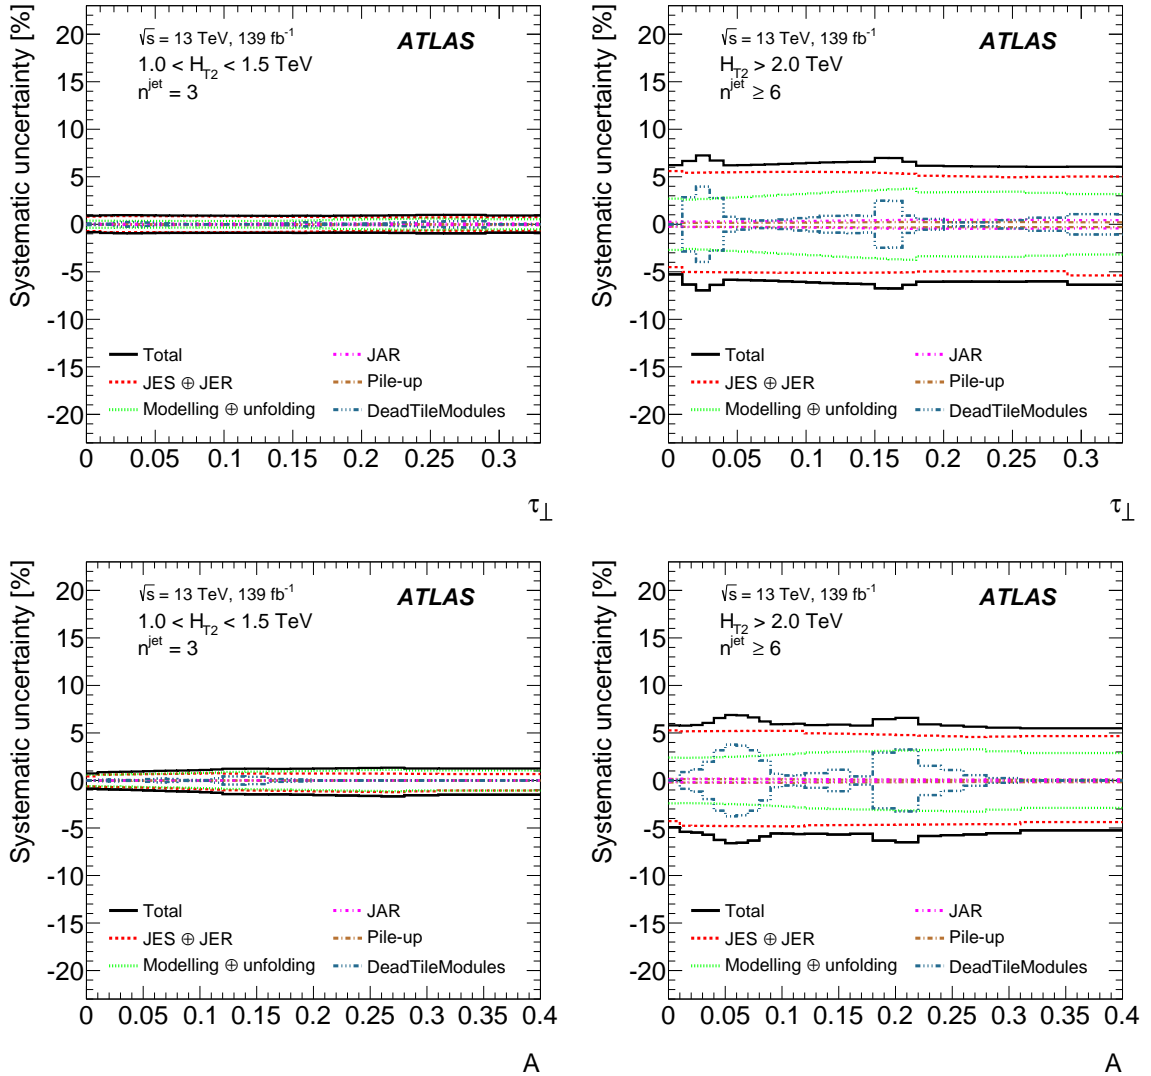 Systematic uncertainty [%]
20
15
10
5
0
-5
-10
-15
-20
√s = 13 TeV, 139 fb⁻¹
ATLAS
1.0 < H_T2 < 1.5 TeV
n^jet = 3
Total
JAR
JES ⊕ JER
Pile-up
Modelling ⊕ unfolding
DeadTileModules
0 0.05 0.1 0.15 0.2 0.25 0.3
τ⊥
Systematic uncertainty [%]
20
15
10
5
0
-5
-10
-15
-20
√s = 13 TeV, 139 fb⁻¹
ATLAS
H_T2 > 2.0 TeV
n^jet ≥ 6
Total
JAR
JES ⊕ JER
Pile-up
Modelling ⊕ unfolding
DeadTileModules
0 0.05 0.1 0.15 0.2 0.25 0.3
τ⊥
Systematic uncertainty [%]
20
15
10
5
0
-5
-10
-15
-20
√s = 13 TeV, 139 fb⁻¹
ATLAS
1.0 < H_T2 < 1.5 TeV
n^jet = 3
Total
JAR
JES ⊕ JER
Pile-up
Modelling ⊕ unfolding
DeadTileModules
0 0.05 0.1 0.15 0.2 0.25 0.3 0.35 0.4
A
Systematic uncertainty [%]
20
15
10
5
0
-5
-10
-15
-20
√s = 13 TeV, 139 fb⁻¹
ATLAS
H_T2 > 2.0 TeV
n^jet ≥ 6
Total
JAR
JES ⊕ JER
Pile-up
Modelling ⊕ unfolding
DeadTileModules
0 0.05 0.1 0.15 0.2 0.25 0.3 0.35 0.4
A